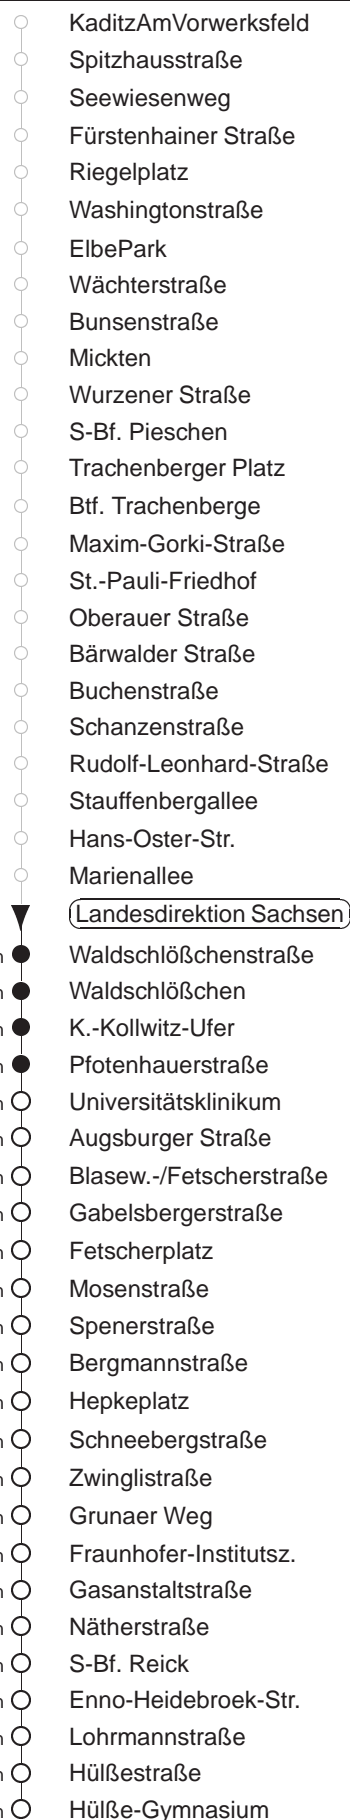 KaditzAmVorwerksfeld
Spitzhausstraße
Seewiesenweg
Fürstenhainer Straße
Riegelplatz
Washingtonstraße
ElbePark
Wächterstraße
Bunsenstraße
Mickten
Wurzener Straße
S-Bf. Pieschen
Trachenberger Platz
Btf. Trachenberge
Maxim-Gorki-Straße
St.-Pauli-Friedhof
Oberauer Straße
Bärwalder Straße
Buchenstraße
Schanzenstraße
Rudolf-Leonhard-Straße
Stauffenbergallee
Hans-Oster-Str.
Marienallee
Landesdirektion Sachsen
Waldschlößchenstraße
Waldschlößchen
K.-Kollwitz-Ufer
Pfotenhauerstraße
Universitätsklinikum
Augsburger Straße
Blasew.-/Fetscherstraße
Gabelsbergerstraße
Fetscherplatz
Mosenstraße
Spenerstraße
Bergmannstraße
Hepkeplatz
Schneebergstraße
Zwinglistraße
Grunaer Weg
Fraunhofer-Institutsz.
Gasanstaltstraße
Nätherstraße
S-Bf. Reick
Enno-Heidebroek-Str.
Lohrmannstraße
Hülßestraße
Hülße-Gymnasium